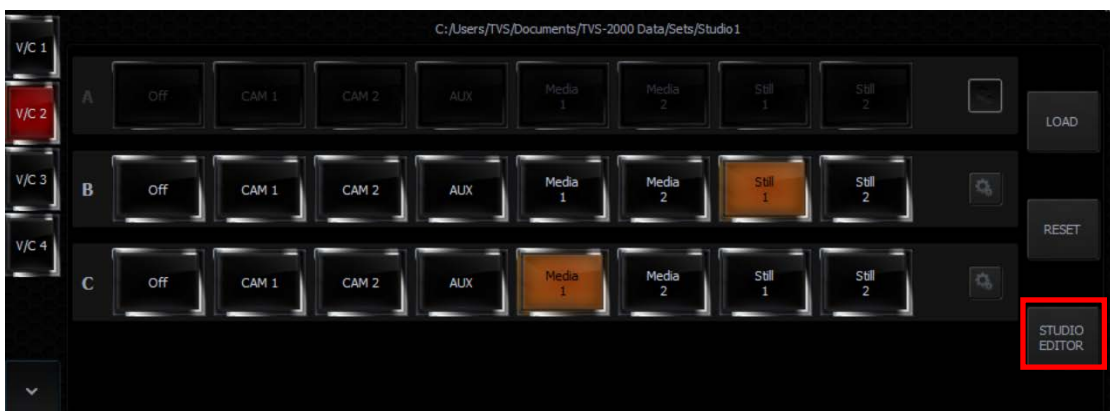 C:/Users/TVS/Documents/TVS-2000 Data/Sets/Studio1
V/C 1
V/C 2
V/C 3
V/C 4
A
Off
CAM 1
CAM 2
AUX
Media
1
Media
2
Still
1
Still
2
B
Off
CAM 1
CAM 2
AUX
Media
1
Media
2
Still
1
Still
2
C
Off
CAM 1
CAM 2
AUX
Media
1
Media
2
Still
1
Still
2
LOAD
RESET
STUDIO
EDITOR